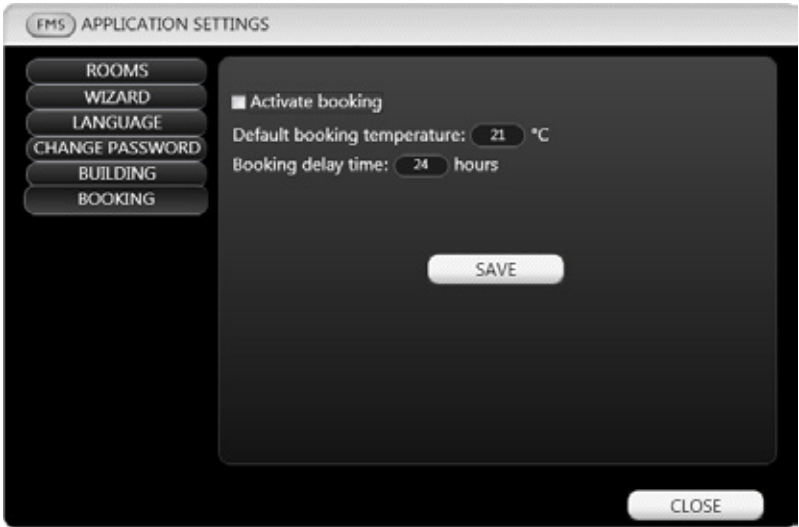 FMS APPLICATION SETTINGS
ROOMS
WIZARD
LANGUAGE
CHANGE PASSWORD
BUILDING
BOOKING
Activate booking
Default booking temperature: 21 °C
Booking delay time: 24 hours
SAVE
CLOSE